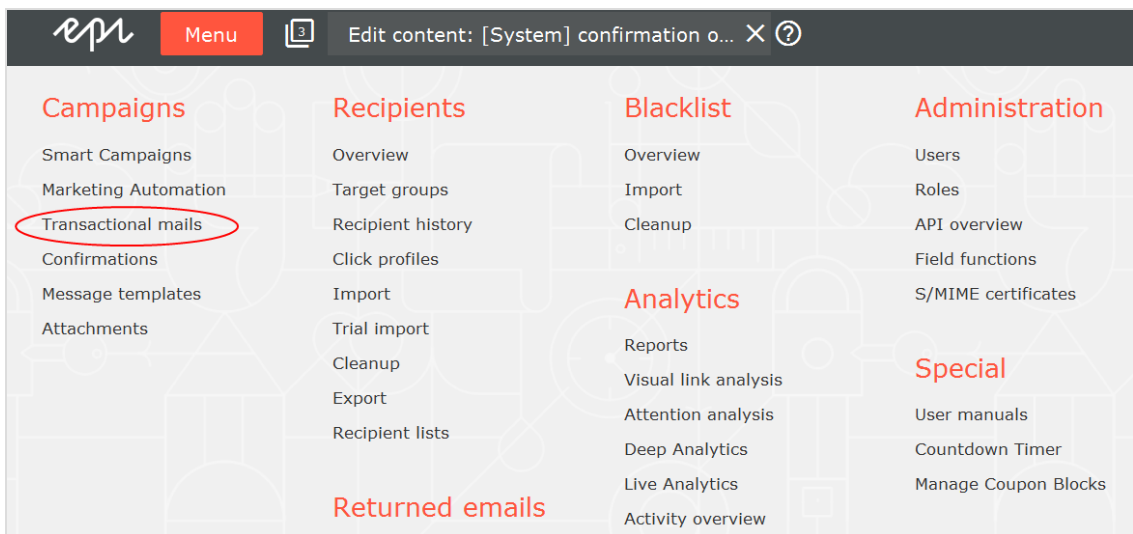 epi
Menu
3
Edit content: [System] confirmation o...
Campaigns
Smart Campaigns
Marketing Automation
Transactional mails
Confirmations
Message templates
Attachments
Recipients
Overview
Target groups
Recipient history
Click profiles
Import
Trial import
Cleanup
Export
Recipient lists
Returned emails
Blacklist
Overview
Import
Cleanup
Analytics
Reports
Visual link analysis
Attention analysis
Deep Analytics
Live Analytics
Activity overview
Administration
Users
Roles
API overview
Field functions
S/MIME certificates
Special
User manuals
Countdown Timer
Manage Coupon Blocks